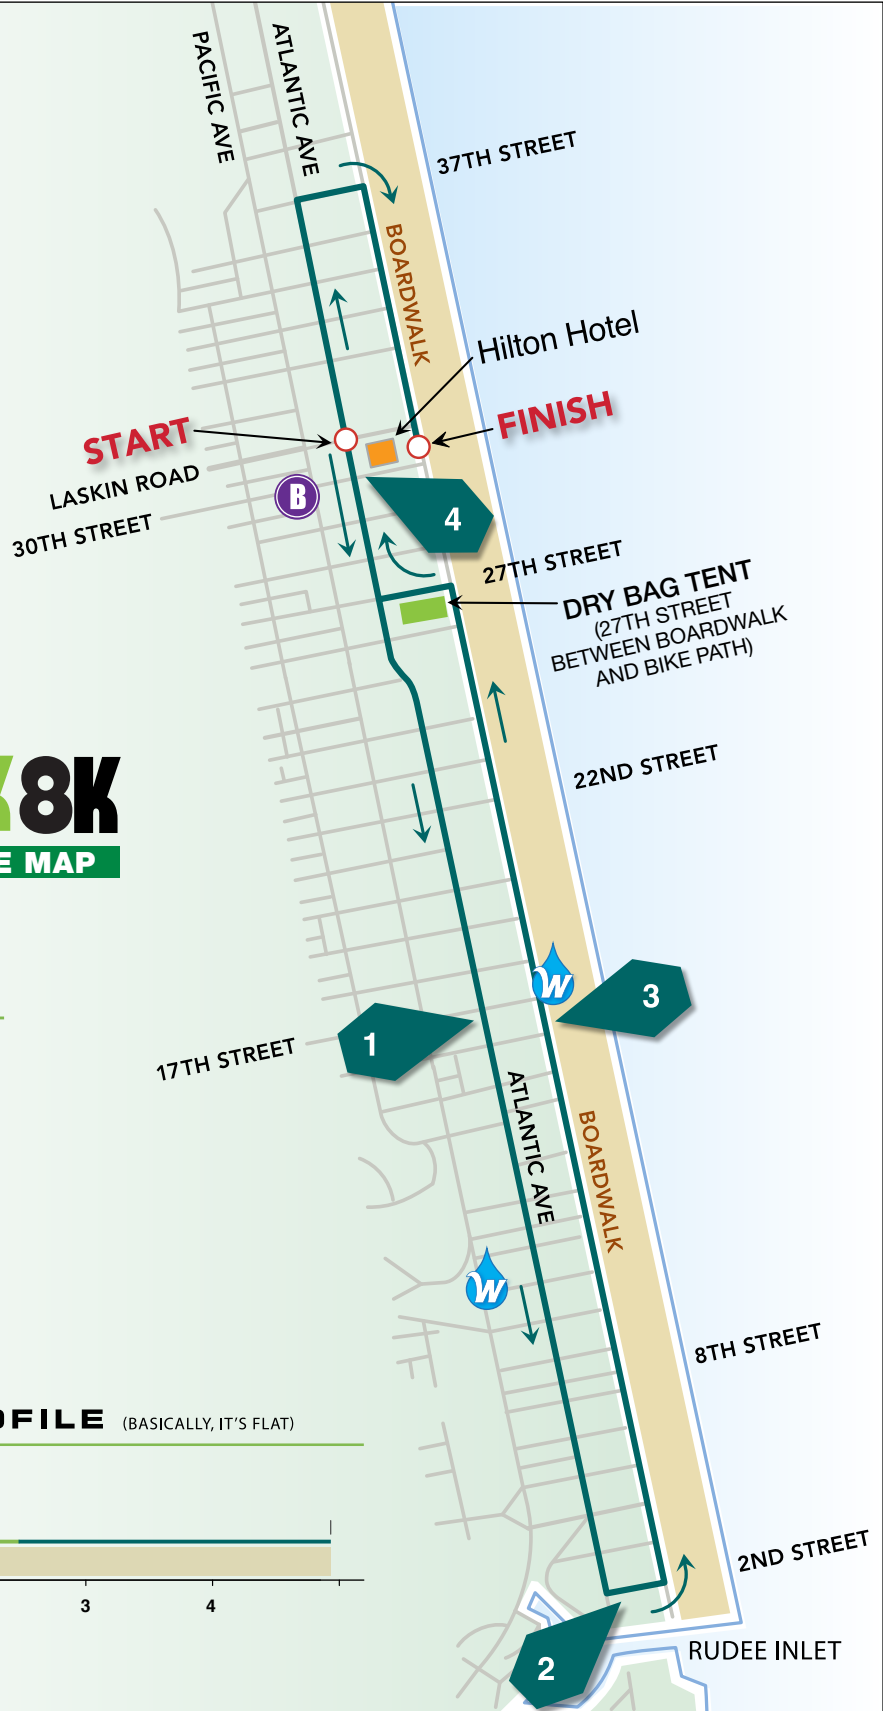 PACIFIC AVE
ATLANTIC AVE
37TH STREET
BOARDWALK
Hilton Hotel
START
FINISH
LASKIN ROAD
B
30TH STREET
4
27TH STREET
DRY BAG TENT
(27TH STREET
BETWEEN BOARDWALK
AND BIKE PATH)
22ND STREET
8K
E MAP
W
3
1
17TH STREET
ATLANTIC AVE
BOARDWALK
W
8TH STREET
OFILE (BASICALLY, IT'S FLAT)
2ND STREET
3 4
2
RUDEE INLET